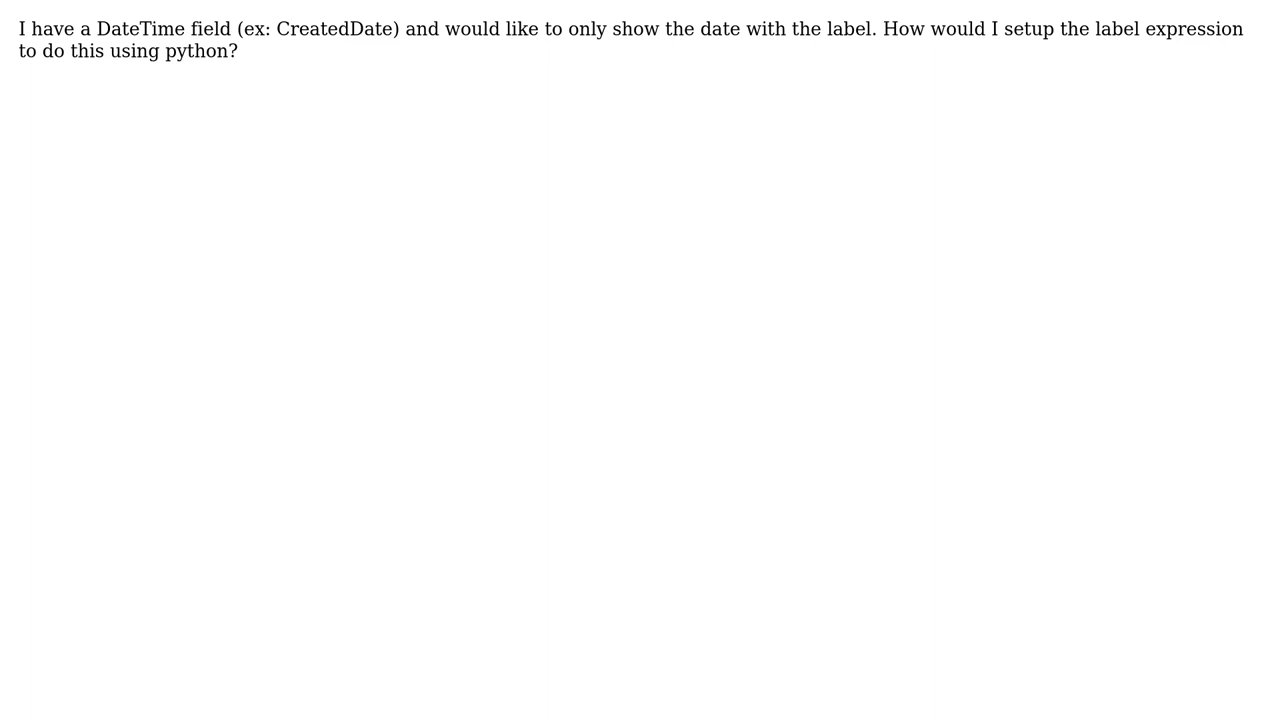 I have a DateTime field (ex: CreatedDate) and would like to only show the date with the label. How would I setup the label expression
to do this using python?